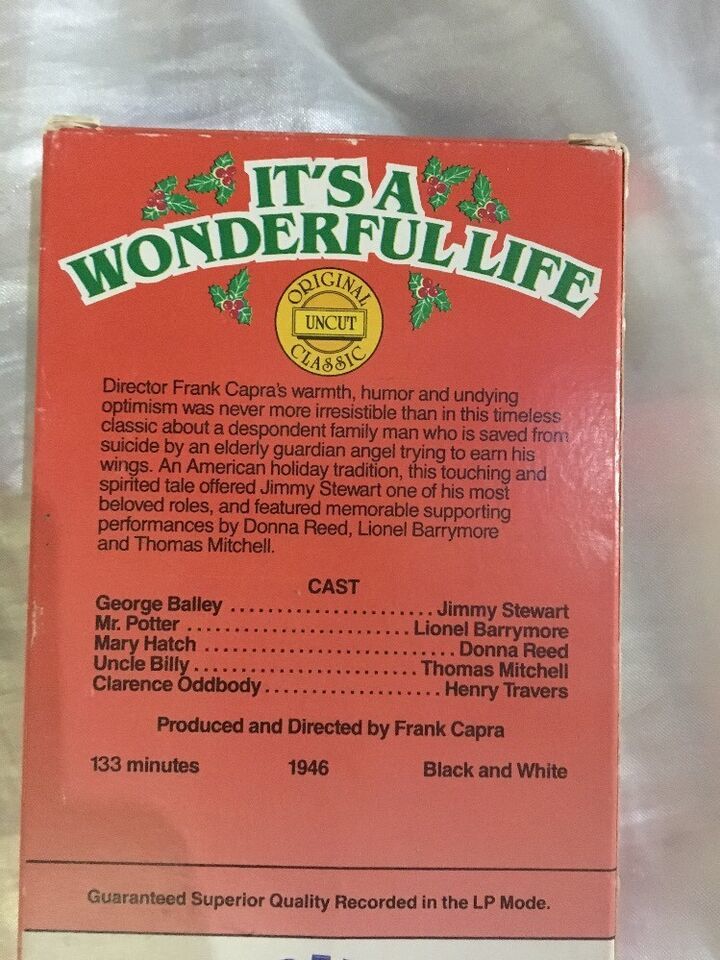 IT'S A
WONDERFUL LIFE
ORIGINAL
UNCUT
CLASSIC
Director Frank Capra's warmth, humor and undying
optimism was never more irresistible than in this timeless
classic about a despondent family man who is saved from
suicide by an elderly guardian angel trying to earn his
wings. An American holiday tradition, this touching and
spirited tale offered Jimmy Stewart one of his most
beloved roles, and featured memorable supporting
performances by Donna Reed, Lionel Barrymore
and Thomas Mitchell.
CAST
George Bailey ...................... Jimmy Stewart
Mr. Potter ........................ Lionel Barrymore
Mary Hatch ........................... Donna Reed
Uncle Billy ........................ Thomas Mitchell
Clarence Oddbody ................... Henry Travers
Produced and Directed by Frank Capra
133 minutes 1946 Black and White
Guaranteed Superior Quality Recorded in the LP Mode.